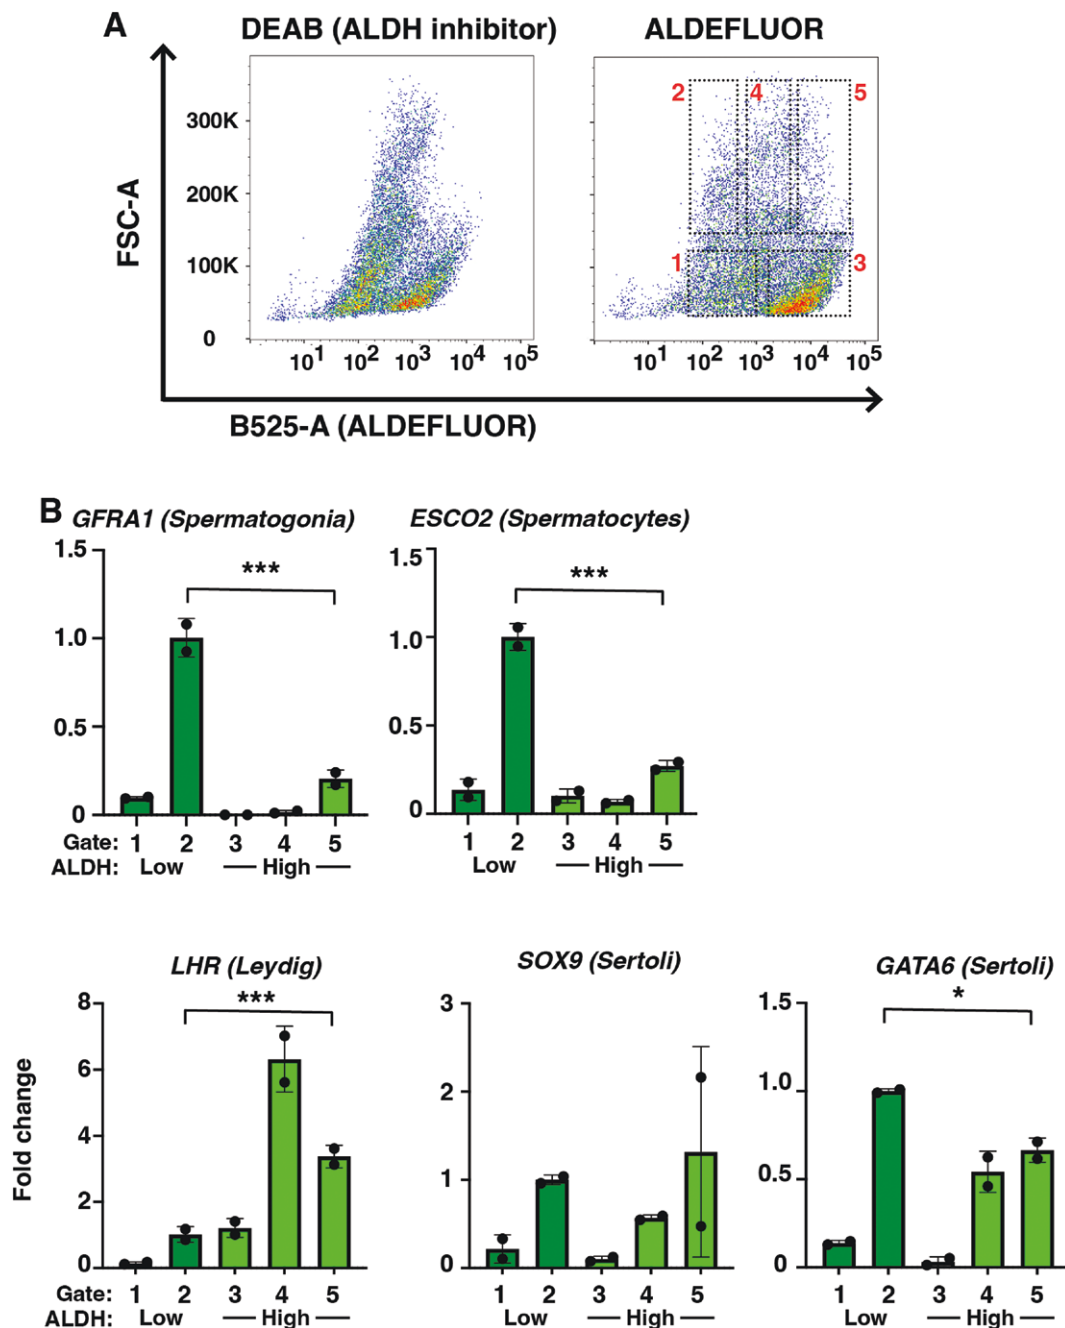 A
DEAB (ALDH inhibitor)
ALDEFLUOR
FSC-A
300K
200K
100K
0
10¹ 10² 10³ 10⁴ 10⁵
2 4 5
1 3
10¹ 10² 10³ 10⁴ 10⁵
B525-A (ALDEFLUOR)
B
GFRA1 (Spermatogonia)
1.5
1.0
0.5
0
***
Gate: 1 2 3 4 5
ALDH: Low High
ESCO2 (Spermatocytes)
1.5
1.0
0.5
0
***
1 2 3 4 5
Low High
Fold change
LHR (Leydig)
8
6
4
2
0
***
Gate: 1 2 3 4 5
ALDH: Low High
SOX9 (Sertoli)
3
2
1
0
1 2 3 4 5
Low High
GATA6 (Sertoli)
1.5
1.0
0.5
0
*
1 2 3 4 5
Low High